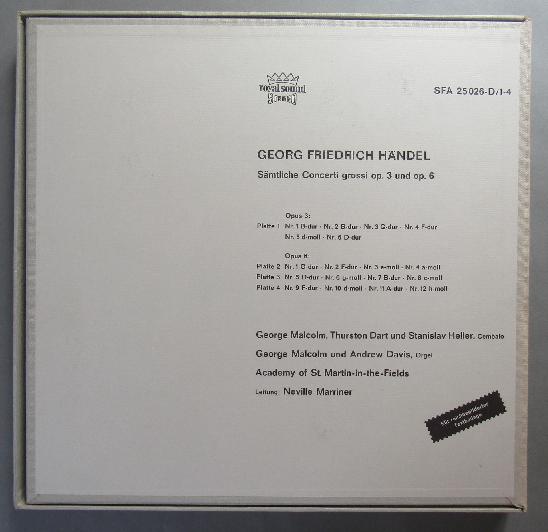 royal sound
stereo
SFA 25026-D/1-4
GEORG FRIEDRICH HÄNDEL
Sämtliche Concerti grossi op. 3 und op. 6
Opus 3:
Platte 1 Nr. 1 B-dur · Nr. 2 B-dur · Nr. 3 G-dur · Nr. 4 F-dur
Nr. 5 d-moll · Nr. 6 D-dur
Opus 6:
Platte 2 Nr. 1 G-dur · Nr. 2 F-dur · Nr. 3 e-moll · Nr. 4 a-moll
Platte 3 Nr. 5 D-dur · Nr. 6 g-moll · Nr. 7 B-dur · Nr. 8 c-moll
Platte 4 Nr. 9 F-dur · Nr. 10 d-moll · Nr. 11 A-dur · Nr. 12 h-moll
George Malcolm, Thurston Dart und Stanislav Heller, Cembalo
George Malcolm und Andrew Davis, Orgel
Academy of St. Martin-in-the-Fields
Leitung: Neville Marriner
Mit mehrseitiger
Textbeilage